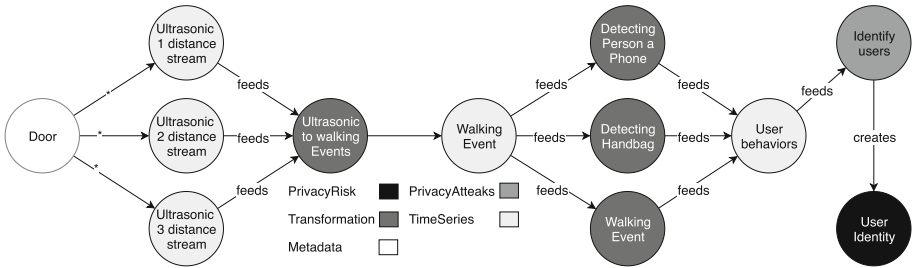 Ultrasonic
1 distance
stream
Detecting
Person a
Phone
Identify
users
feeds
feeds
feeds
feeds
*
Door
*
Ultrasonic
2 distance
stream
feeds
Ultrasonic
to walking
Events
Walking
Event
feeds
Detecting
Handbag
feeds
User
behaviors
creates
*
Ultrasonic
3 distance
stream
feeds
feeds
Walking
Event
feeds
User
Identity
PrivacyRisk
PrivacyAtteaks
Transformation
TimeSeries
Metadata